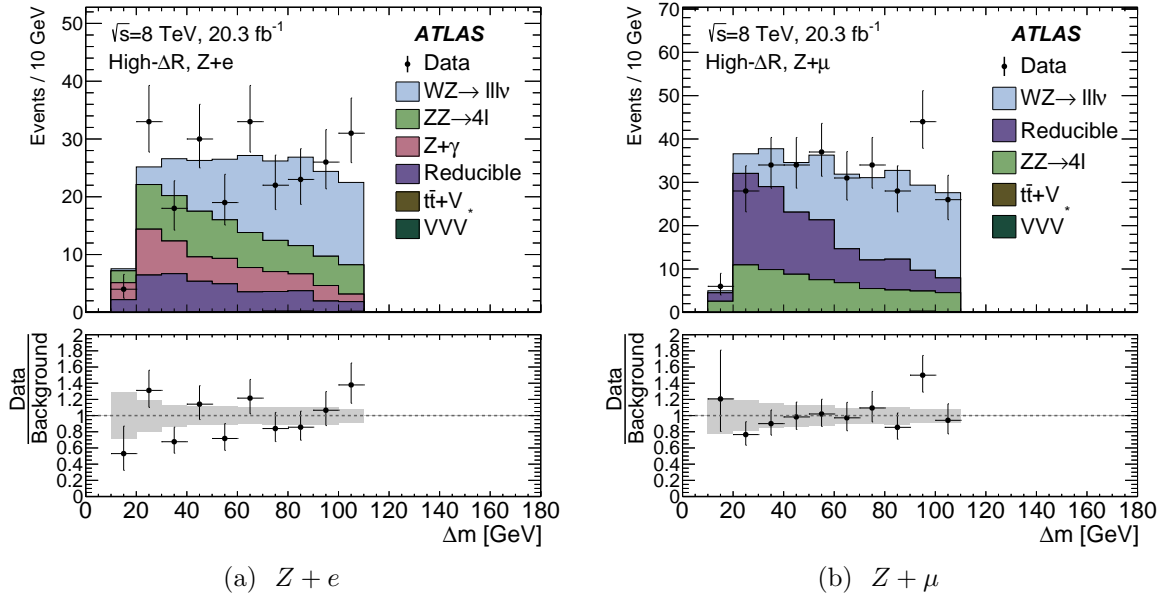 Events / 10 GeV
50
40
30
20
10
0
√s=8 TeV, 20.3 fb⁻¹
High-ΔR, Z+e
ATLAS
Data
WZ→ lllν
ZZ→4l
Z+γ
Reducible
tt̄+V
VVV*
Data
Background
2
1.8
1.6
1.4
1.2
1
0.8
0.6
0.4
0.2
0
0 20 40 60 80 100 120 140 160 180
Δm [GeV]
(a) Z + e
Events / 10 GeV
70
60
50
40
30
20
10
0
√s=8 TeV, 20.3 fb⁻¹
High-ΔR, Z+μ
ATLAS
Data
WZ→ lllν
Reducible
ZZ→4l
tt̄+V
VVV*
Data
Background
2
1.8
1.6
1.4
1.2
1
0.8
0.6
0.4
0.2
0
0 20 40 60 80 100 120 140 160 180
Δm [GeV]
(b) Z + μ